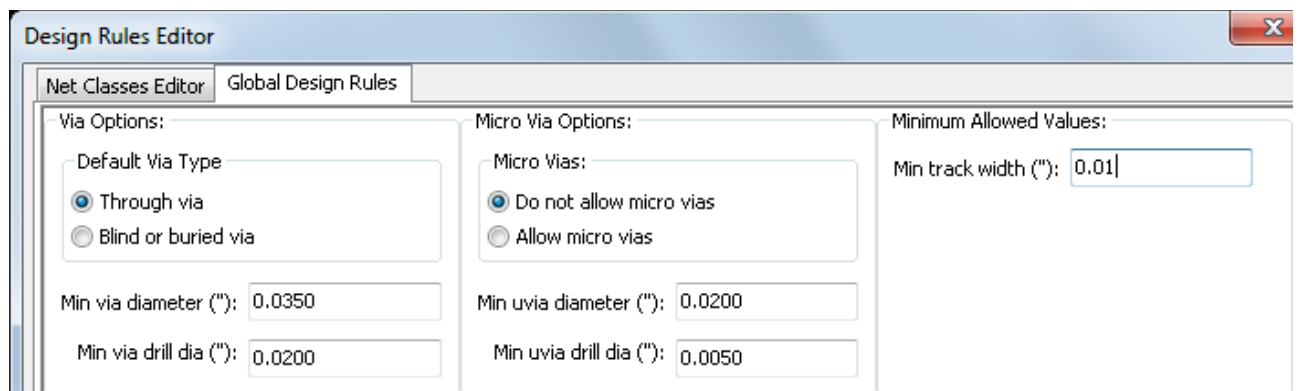 Design Rules Editor
Net Classes Editor Global Design Rules
Via Options:
Default Via Type
Through via
Blind or buried via
Min via diameter ("): 0.0350
Min via drill dia ("): 0.0200
Micro Via Options:
Micro Vias:
Do not allow micro vias
Allow micro vias
Min uvia diameter ("): 0.0200
Min uvia drill dia ("): 0.0050
Minimum Allowed Values:
Min track width ("): 0.01